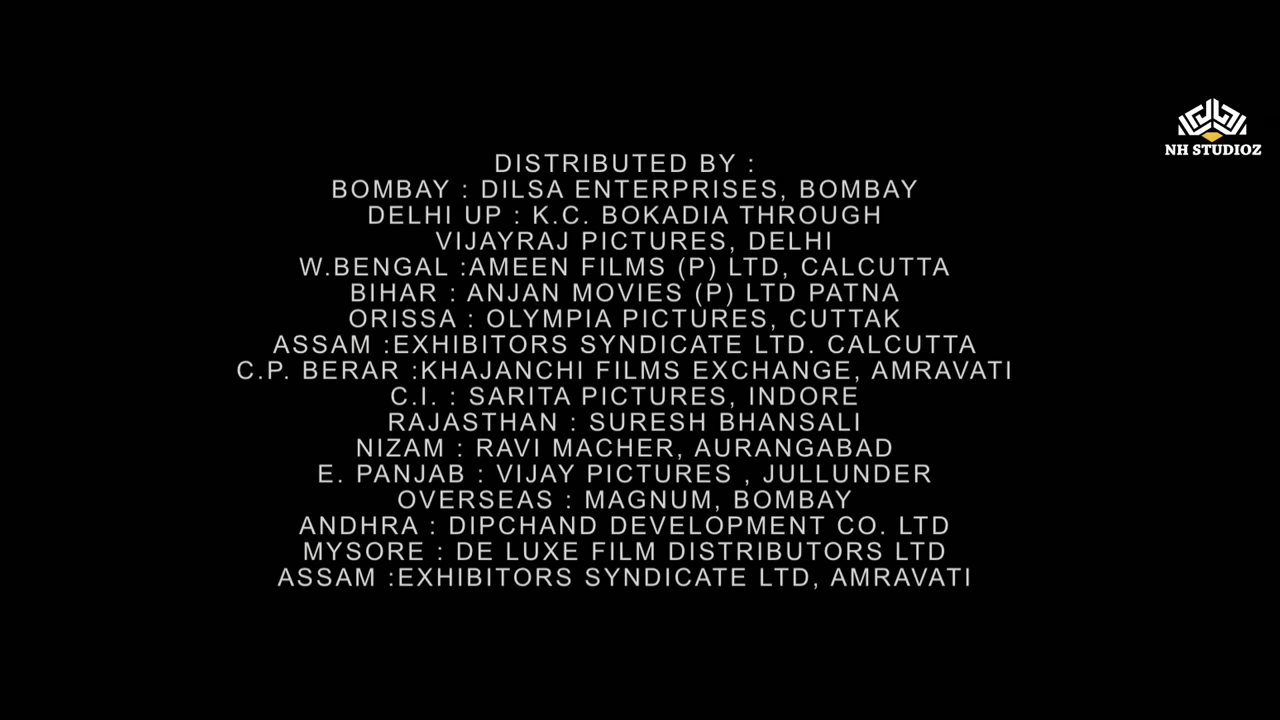 NH STUDIOZ
DISTRIBUTED BY :
BOMBAY : DILSA ENTERPRISES, BOMBAY
DELHI UP : K.C. BOKADIA THROUGH
VIJAYRAJ PICTURES, DELHI
W.BENGAL :AMEEN FILMS (P) LTD, CALCUTTA
BIHAR : ANJAN MOVIES (P) LTD PATNA
ORISSA : OLYMPIA PICTURES, CUTTAK
ASSAM :EXHIBITORS SYNDICATE LTD. CALCUTTA
C.P. BERAR :KHAJANCHI FILMS EXCHANGE, AMRAVATI
C.I. : SARITA PICTURES, INDORE
RAJASTHAN : SURESH BHANSALI
NIZAM : RAVI MACHER, AURANGABAD
E. PANJAB : VIJAY PICTURES , JULLUNDER
OVERSEAS : MAGNUM, BOMBAY
ANDHRA : DIPCHAND DEVELOPMENT CO. LTD
MYSORE : DE LUXE FILM DISTRIBUTORS LTD
ASSAM :EXHIBITORS SYNDICATE LTD, AMRAVATI